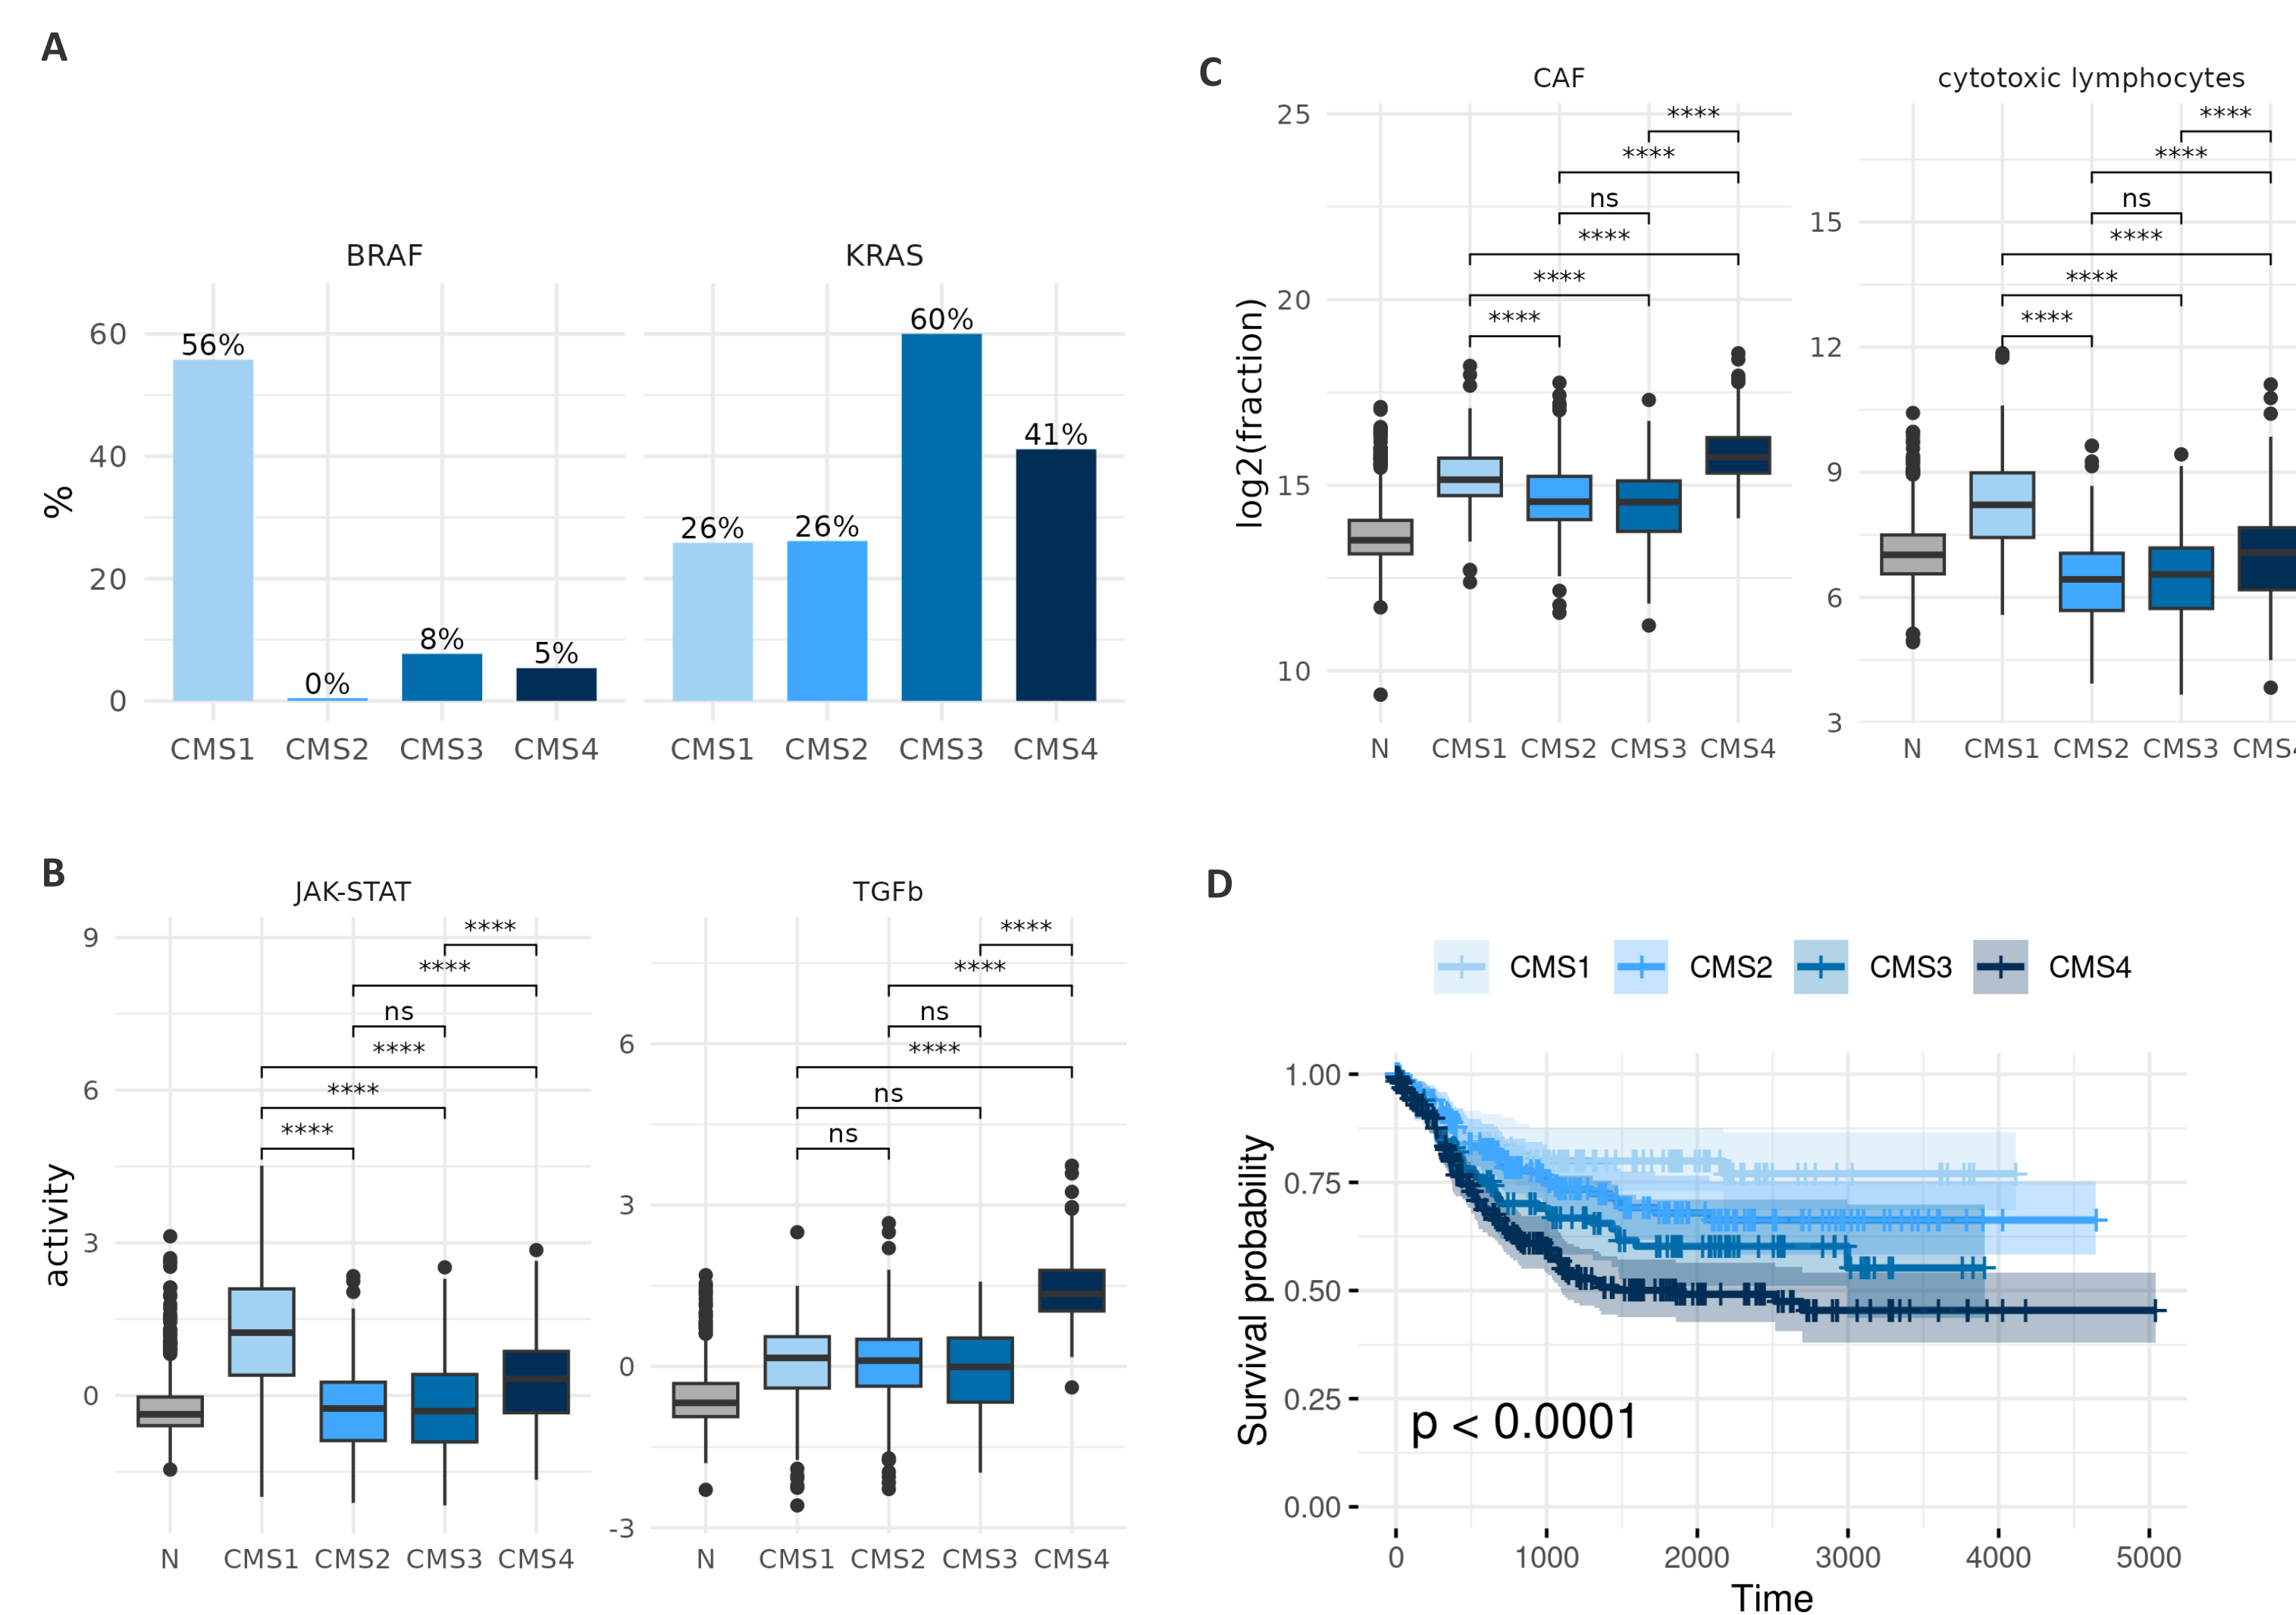 A
BRAF KRAS
%
60
40
20
0
56% 0% 8% 5%
26% 26% 60% 41%
CMS1 CMS2 CMS3 CMS4 CMS1 CMS2 CMS3 CMS4
B
JAK-STAT TGFb
activity
9
6
3
0
**** 
****
ns
****
****
****
N CMS1 CMS2 CMS3 CMS4
6
3
0
-3
****
****
ns
****
ns
ns
N CMS1 CMS2 CMS3 CMS4
C
CAF cytotoxic lymphocytes
log2(fraction)
25
20
15
10
****
****
ns
****
****
****
N CMS1 CMS2 CMS3 CMS4
15
12
9
6
3
****
****
ns
****
****
****
N CMS1 CMS2 CMS3 CMS4
D
CMS1 CMS2 CMS3 CMS4
Survival probability
1.00
0.75
0.50
0.25
0.00
p < 0.0001
0 1000 2000 3000 4000 5000
Time